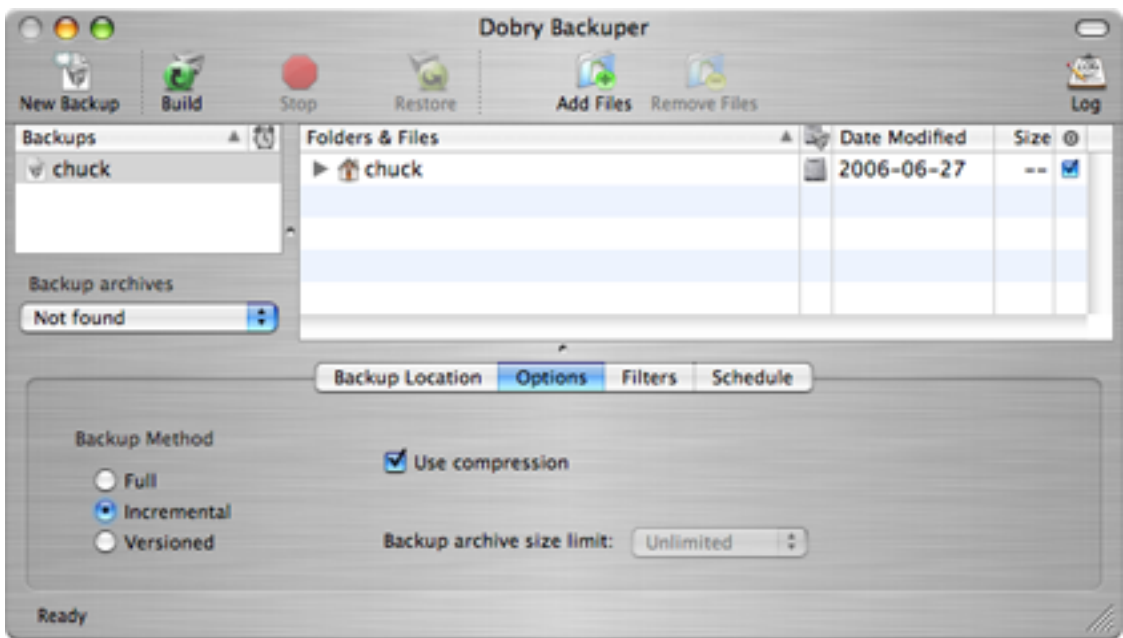 Dobry Backuper
New Backup Build Stop Restore Add Files Remove Files Log
Backups Folders & Files Date Modified Size
chuck chuck 2006-06-27 --
Backup archives
Not found
Backup Location Options Filters Schedule
Backup Method
Use compression
Full
Incremental
Versioned
Backup archive size limit: Unlimited
Ready